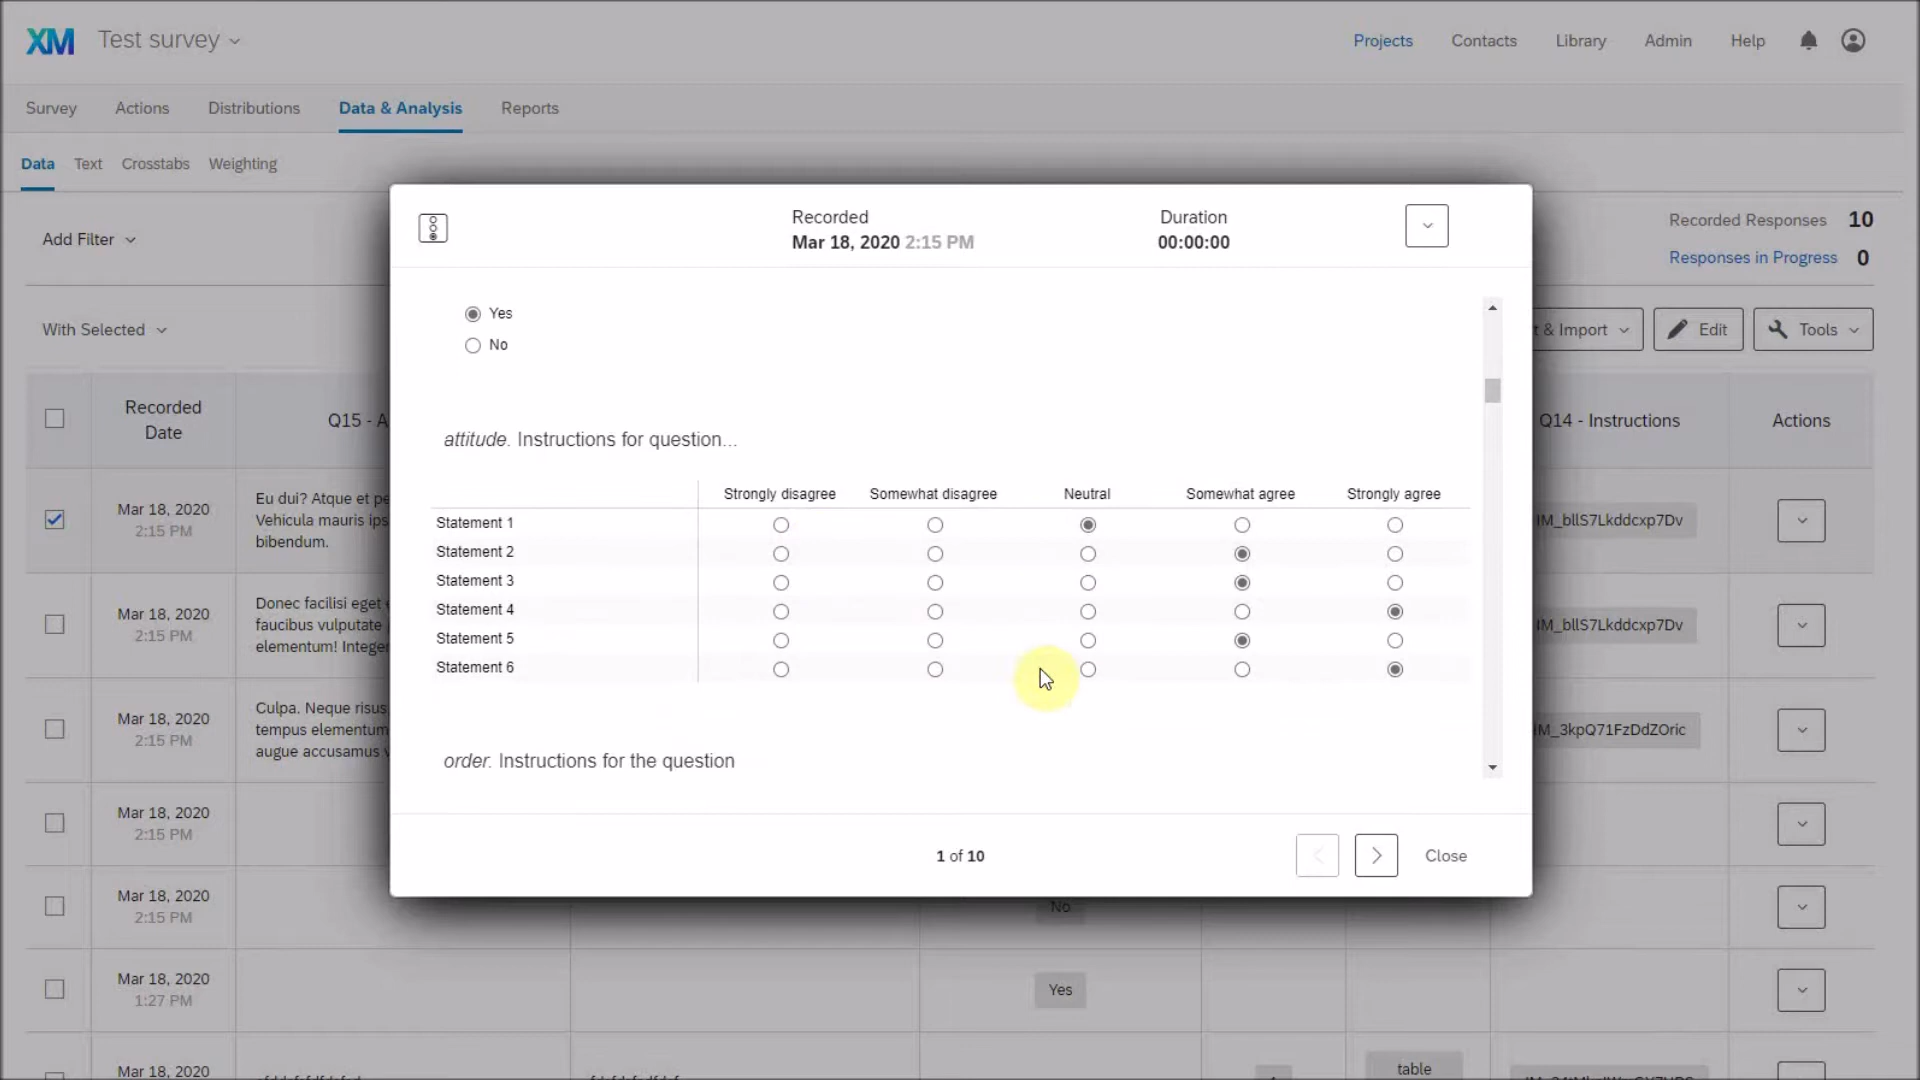 XM Test survey
Projects Contacts Library Admin Help
Survey Actions Distributions Data & Analysis Reports
Data Text Crosstabs Weighting
Add Filter
Recorded Responses 10
Responses in Progress 0
With Selected
& Import Edit Tools
Recorded Date
Q15 - A
Q14 - Instructions
Actions
Mar 18, 2020
2:15 PM
Eu dui? Atque et pe
Vehicula mauris ips
bibendum.
IM_bllS7Lkddcxp7Dv
Mar 18, 2020
2:15 PM
Donec facilisi eget
faucibus vulputate
elementum! Integer
IM_bllS7Lkddcxp7Dv
Mar 18, 2020
2:15 PM
Culpa. Neque risus
tempus elementum
augue accusamus v
IM_3kpQ71FzDdZOric
Mar 18, 2020
2:15 PM
Mar 18, 2020
2:15 PM
No
Mar 18, 2020
1:27 PM
Yes
Mar 18, 2020
table
Recorded
Mar 18, 2020 2:15 PM
Duration
00:00:00
Yes
No
attitude. Instructions for question...
Strongly disagree Somewhat disagree Neutral Somewhat agree Strongly agree
Statement 1
Statement 2
Statement 3
Statement 4
Statement 5
Statement 6
order. Instructions for the question
1 of 10
Close